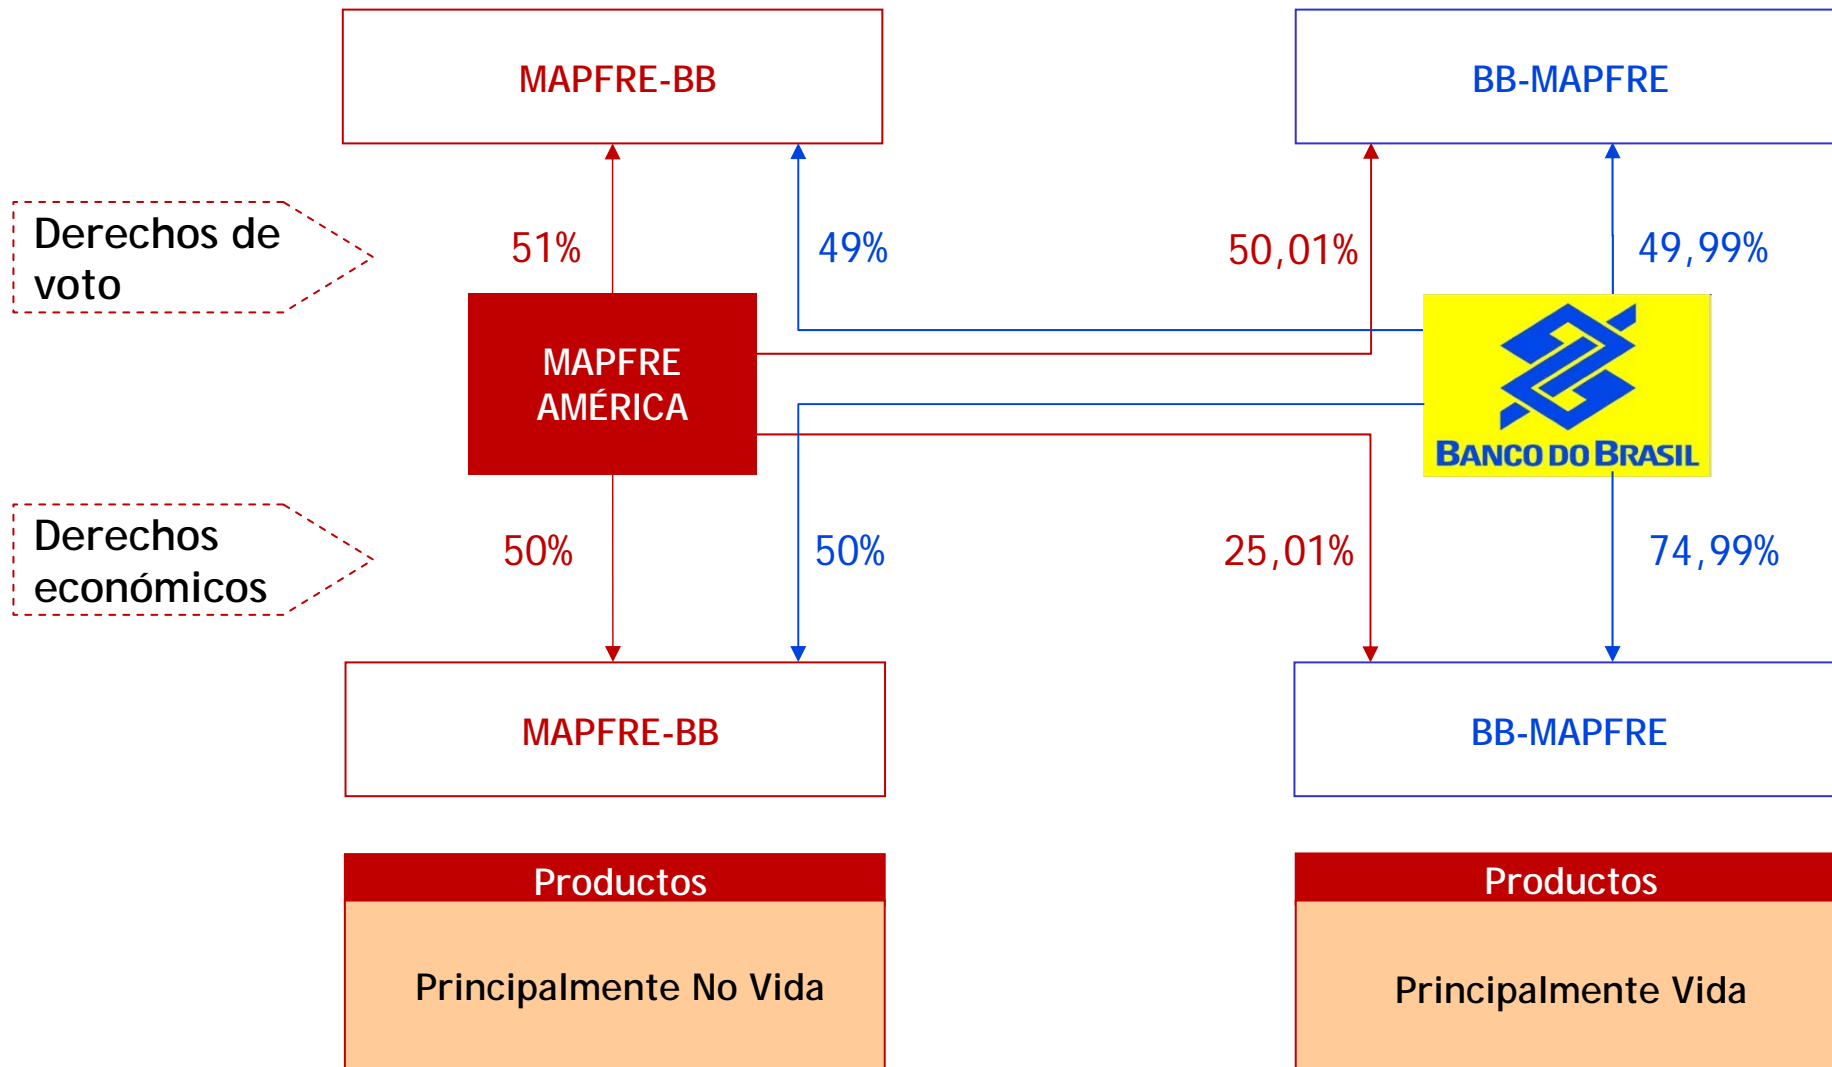 MAPFRE-BB
BB-MAPFRE
Derechos de
voto
51%
49%
50,01%
49,99%
MAPFRE
AMÉRICA
BANCO DO BRASIL
Derechos
económicos
50%
50%
25,01%
74,99%
MAPFRE-BB
BB-MAPFRE
Productos
Productos
Principalmente No Vida
Principalmente Vida